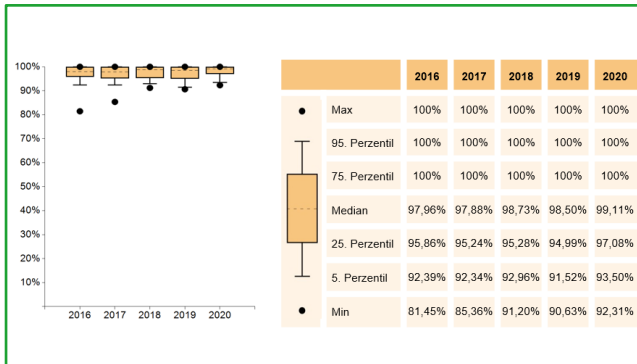 100%
90%
80%
70%
60%
50%
40%
30%
20%
10%
2016 2017 2018 2019 2020
2016 2017 2018 2019 2020
Max 100% 100% 100% 100% 100%
95. Perzentil 100% 100% 100% 100% 100%
75. Perzentil 100% 100% 100% 100% 100%
Median 97,96% 97,88% 98,73% 98,50% 99,11%
25. Perzentil 95,86% 95,24% 95,28% 94,99% 97,08%
5. Perzentil 92,39% 92,34% 92,96% 91,52% 93,50%
Min 81,45% 85,36% 91,20% 90,63% 92,31%